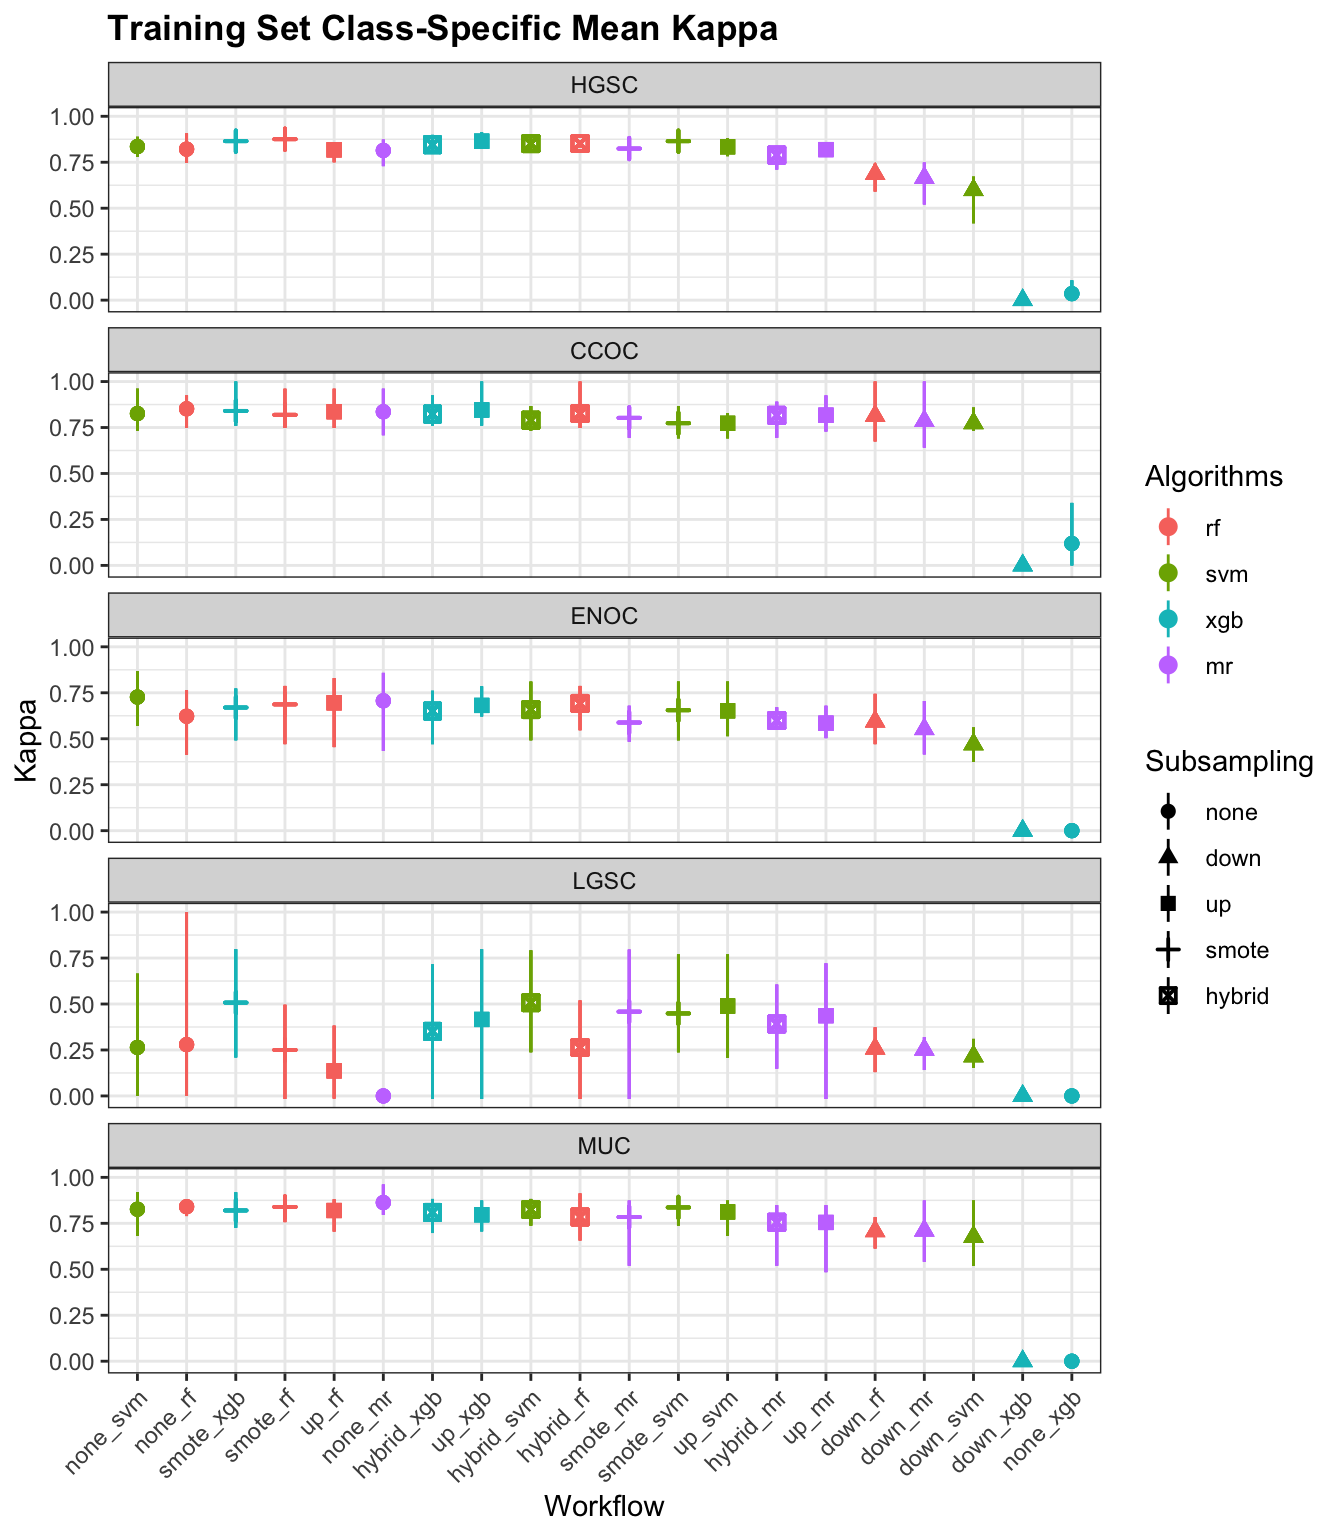 Training Set Class-Specific Mean Kappa
HGSC
1.00
0.75
0.50
0.25
0.00
CCOC
1.00
0.75
0.50
0.25
0.00
ENOC
1.00
0.75
0.50
0.25
0.00
LGSC
1.00
0.75
0.50
0.25
0.00
MUC
1.00
0.75
0.50
0.25
0.00
Kappa
none_svm
none_rf
smote_xgb
smote_rf
up_rf
none_mr
hybrid_xgb
up_xgb
hybrid_svm
hybrid_rf
smote_mr
smote_svm
up_svm
hybrid_mr
up_mr
down_rf
down_mr
down_svm
down_xgb
none_xgb
Workflow
Algorithms
rf
svm
xgb
mr
Subsampling
none
down
up
smote
hybrid